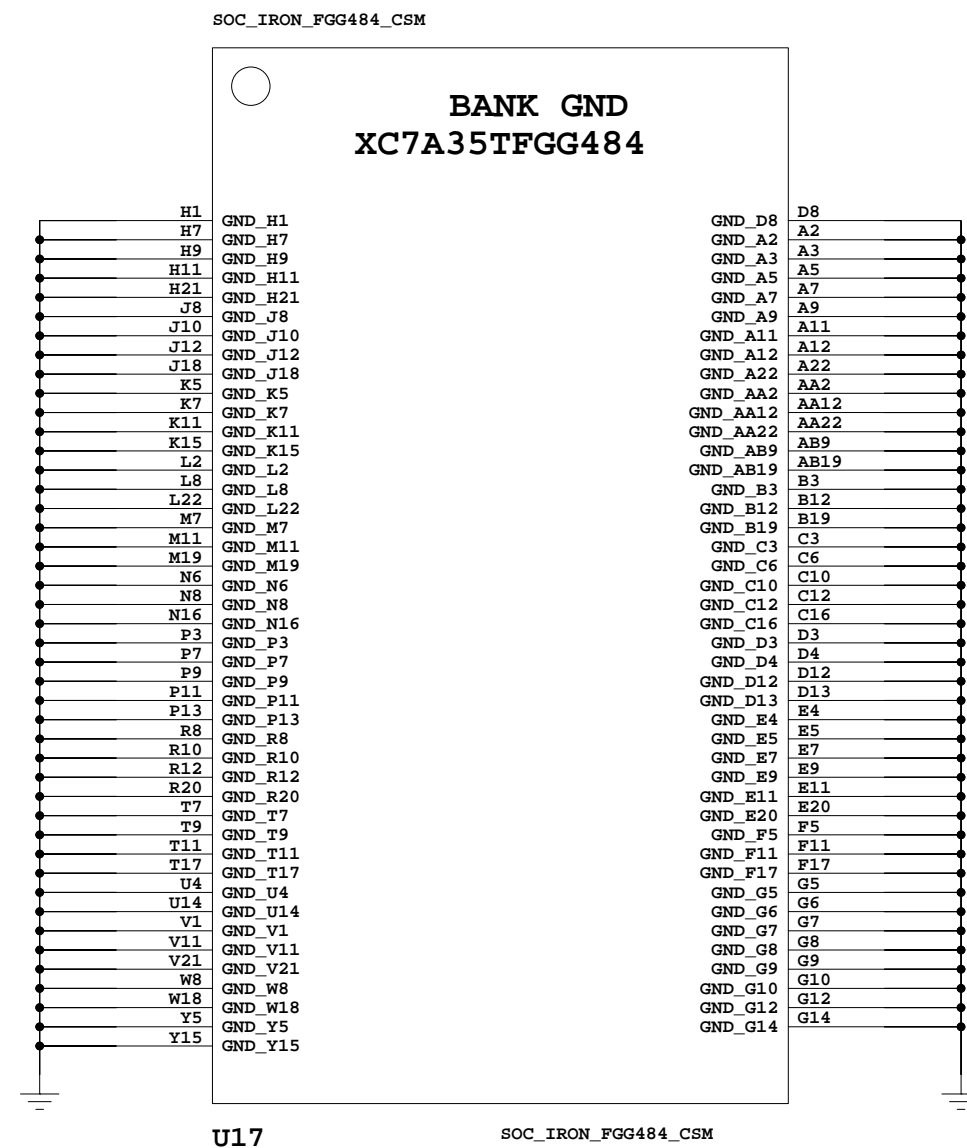 SOC_IRON_FGG484_CSM
BANK GND
XC7A35TFGG484
H1 GND_H1 GND_D8 D8
H7 GND_H7 GND_A2 A2
H9 GND_H9 GND_A3 A3
H11 GND_H11 GND_A5 A5
H21 GND_H21 GND_A7 A7
J8 GND_J8 GND_A9 A9
J10 GND_J10 GND_A11 A11
J12 GND_J12 GND_A12 A12
J18 GND_J18 GND_A22 A22
K5 GND_K5 GND_AA2 AA2
K7 GND_K7 GND_AA12 AA12
K11 GND_K11 GND_AA22 AA22
K15 GND_K15 GND_AB9 AB9
L2 GND_L2 GND_AB19 AB19
L8 GND_L8 GND_B3 B3
L22 GND_L22 GND_B12 B12
M7 GND_M7 GND_B19 B19
M11 GND_M11 GND_C3 C3
M19 GND_M19 GND_C6 C6
N6 GND_N6 GND_C10 C10
N8 GND_N8 GND_C12 C12
N16 GND_N16 GND_C16 C16
P3 GND_P3 GND_D3 D3
P7 GND_P7 GND_D4 D4
P9 GND_P9 GND_D12 D12
P11 GND_P11 GND_D13 D13
P13 GND_P13 GND_E4 E4
R8 GND_R8 GND_E5 E5
R10 GND_R10 GND_E7 E7
R12 GND_R12 GND_E9 E9
R20 GND_R20 GND_E11 E11
T7 GND_T7 GND_E20 E20
T9 GND_T9 GND_F5 F5
T11 GND_T11 GND_F11 F11
T17 GND_T17 GND_F17 F17
U4 GND_U4 GND_G5 G5
U14 GND_U14 GND_G6 G6
V1 GND_V1 GND_G7 G7
V11 GND_V11 GND_G8 G8
V21 GND_V21 GND_G9 G9
W8 GND_W8 GND_G10 G10
W18 GND_W18 GND_G12 G12
Y5 GND_Y5 GND_G14 G14
Y15 GND_Y15
U17 SOC_IRON_FGG484_CSM